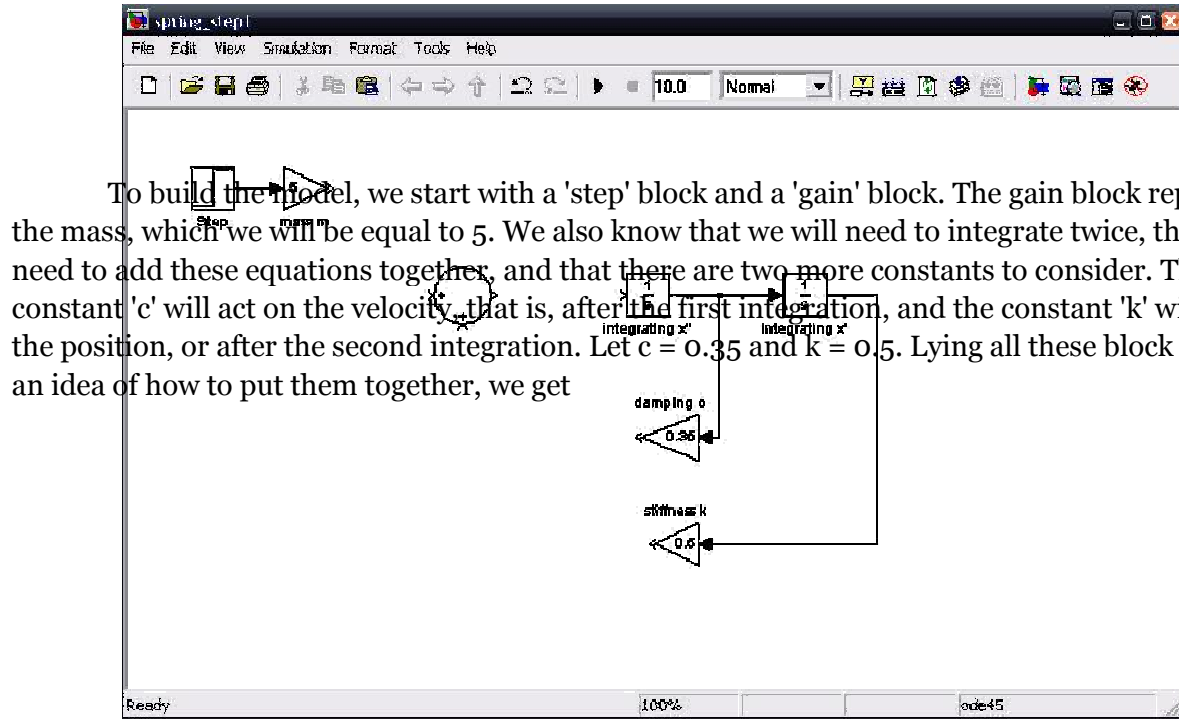 spring_step1
File Edit View Simulation Format Tools Help
10.0 Normal
To build the model, we start with a 'step' block and a 'gain' block. The gain block rep
5
Step mass m
the mass, which we will be equal to 5. We also know that we will need to integrate twice, th
need to add these equations together, and that there are two more constants to consider. T
1 s 1 s
constant 'c' will act on the velocity, that is, after the first integration, and the constant 'k' wi
integrating x'' integrating x'
the position, or after the second integration. Let c = 0.35 and k = 0.5. Lying all these block
an idea of how to put them together, we get
damping c
0.35
stiffness k
0.5
Ready 100% ode45